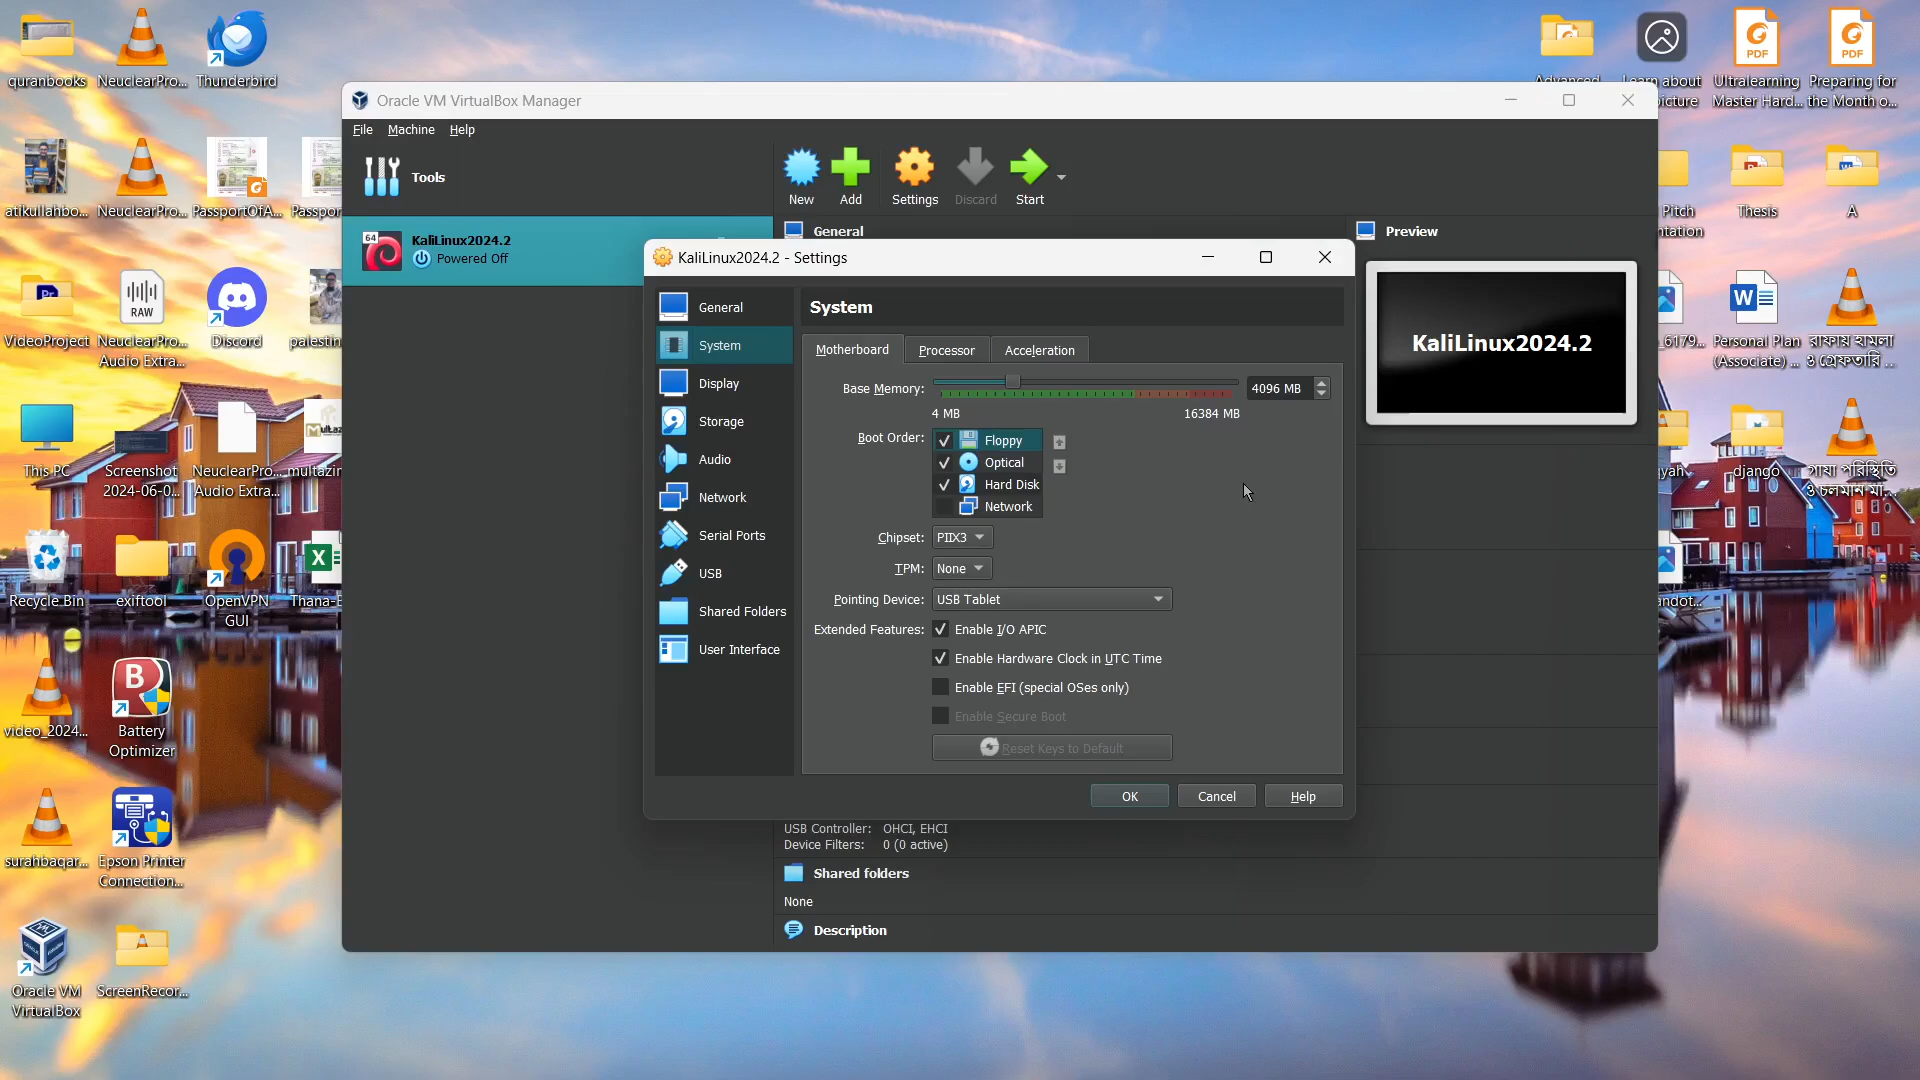 quranbooks
NeuclearPro...
Thunderbird
atikullahbo...
NeuclearPro...
PassportOfA...
Passpor
VideoProject
NeuclearPro...
Audio Extra...
Discord
palestin
RAW
Pr
This PC
Screenshot
2024-06-0...
NeuclearPro...
Audio Extra...
multazin
Recycle Bin
exiftool
OpenVPN
GUI
Thana-E
video_2024...
Battery
Optimizer
surahbaqar...
Epson Printer
Connection...
Oracle VM
VirtualBox
ScreenRecor...
Oracle VM VirtualBox Manager
File Machine Help
Tools
New Add Settings Discard Start
64
KaliLinux2024.2
Powered Off
General
Preview
KaliLinux2024.2
KaliLinux2024.2 - Settings
General
System
Display
Storage
Audio
Network
Serial Ports
USB
Shared Folders
User Interface
System
Motherboard Processor Acceleration
Base Memory: 4096 MB
4 MB 16384 MB
Boot Order:
Floppy
Optical
Hard Disk
Network
Chipset: PIIX3
TPM: None
Pointing Device: USB Tablet
Extended Features: Enable I/O APIC
Enable Hardware Clock in UTC Time
Enable EFI (special OSes only)
Enable Secure Boot
Reset Keys to Default
OK Cancel Help
USB Controller: OHCI, EHCI
Device Filters: 0 (0 active)
Shared folders
None
Description
Advanced
Learn about
picture
PDF
Ultralearning
Master Hard...
PDF
Preparing for
the Month o...
Pitch
ntation
Thesis
A
_6179...
Personal Plan
(Associate) ...
রাফায় হামলা
ও গ্রেফতারি ...
yah
django
গাযা পরিস্থিতি
ও চলমান মা...
andot...